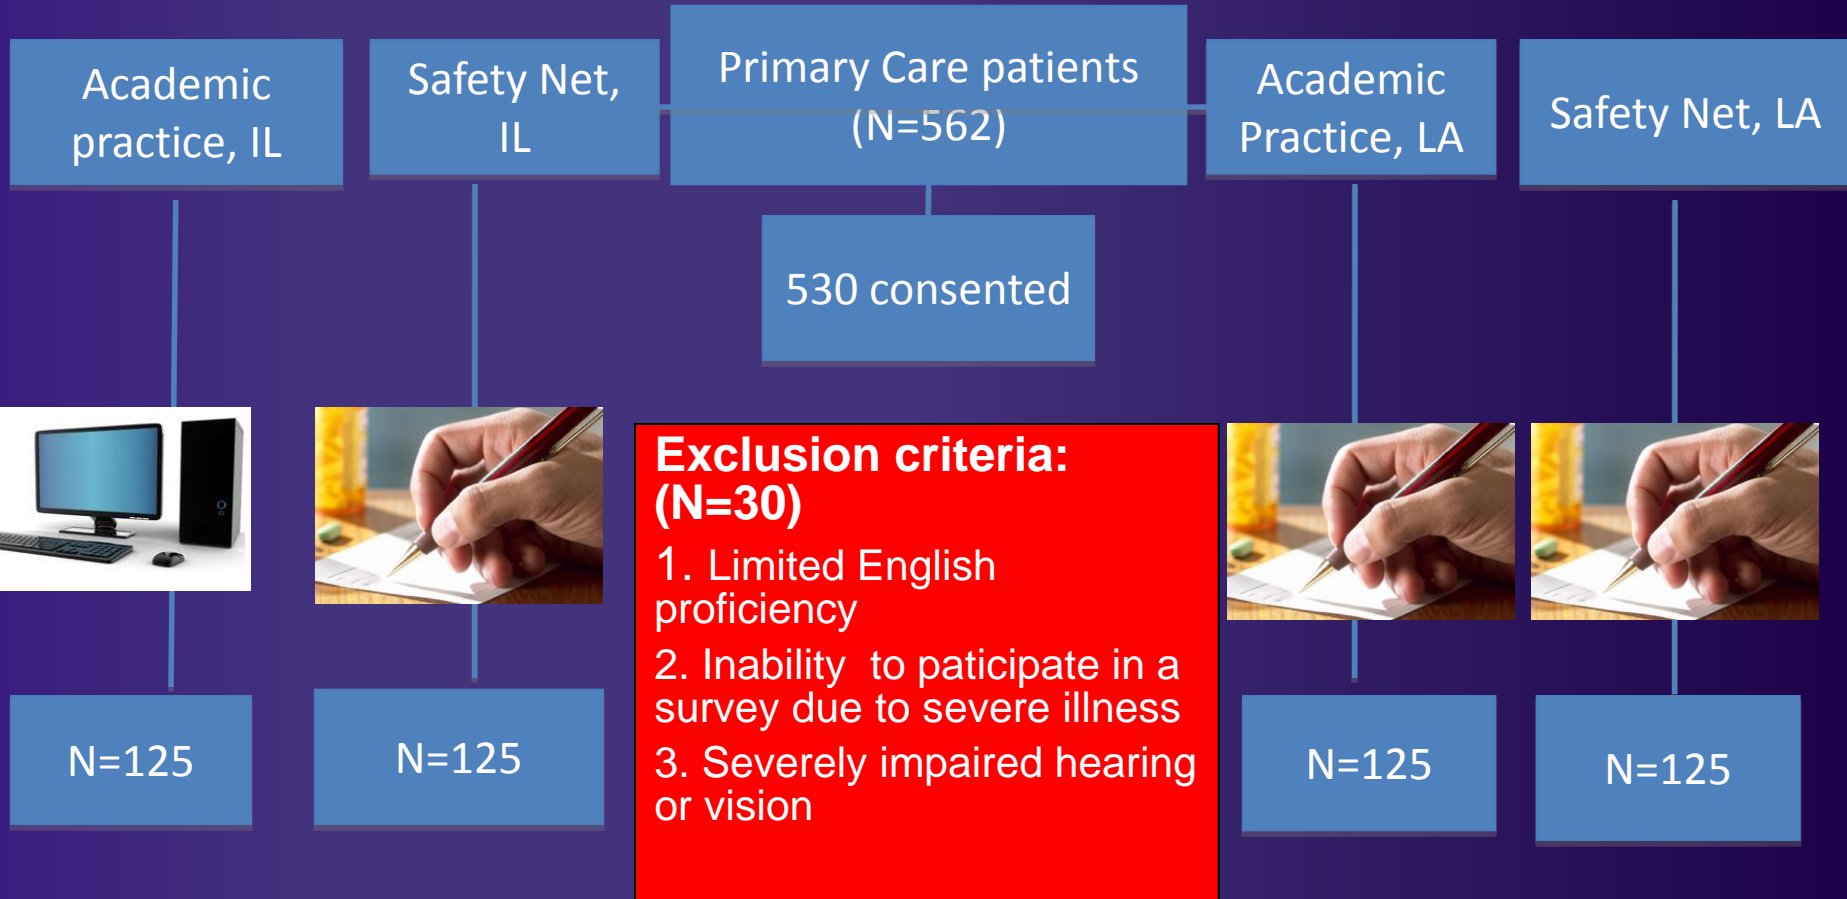 Academic
practice, IL
Safety Net,
IL
Primary Care patients
(N=562)
Academic
Practice, LA
Safety Net, LA
530 consented
Exclusion criteria:
(N=30)
1. Limited English
proficiency
2. Inability  to paticipate in a
survey due to severe illness
3. Severely impaired hearing
or vision
N=125
N=125
N=125
N=125